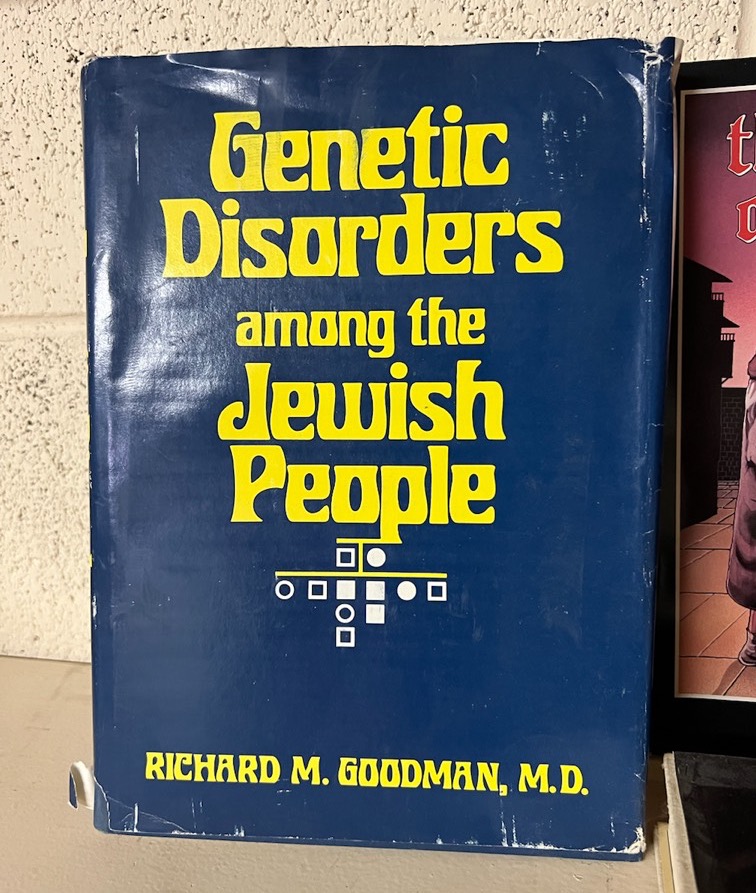 Genetic
Disorders
among the
Jewish
People
RICHARD M. GOODMAN, M.D.